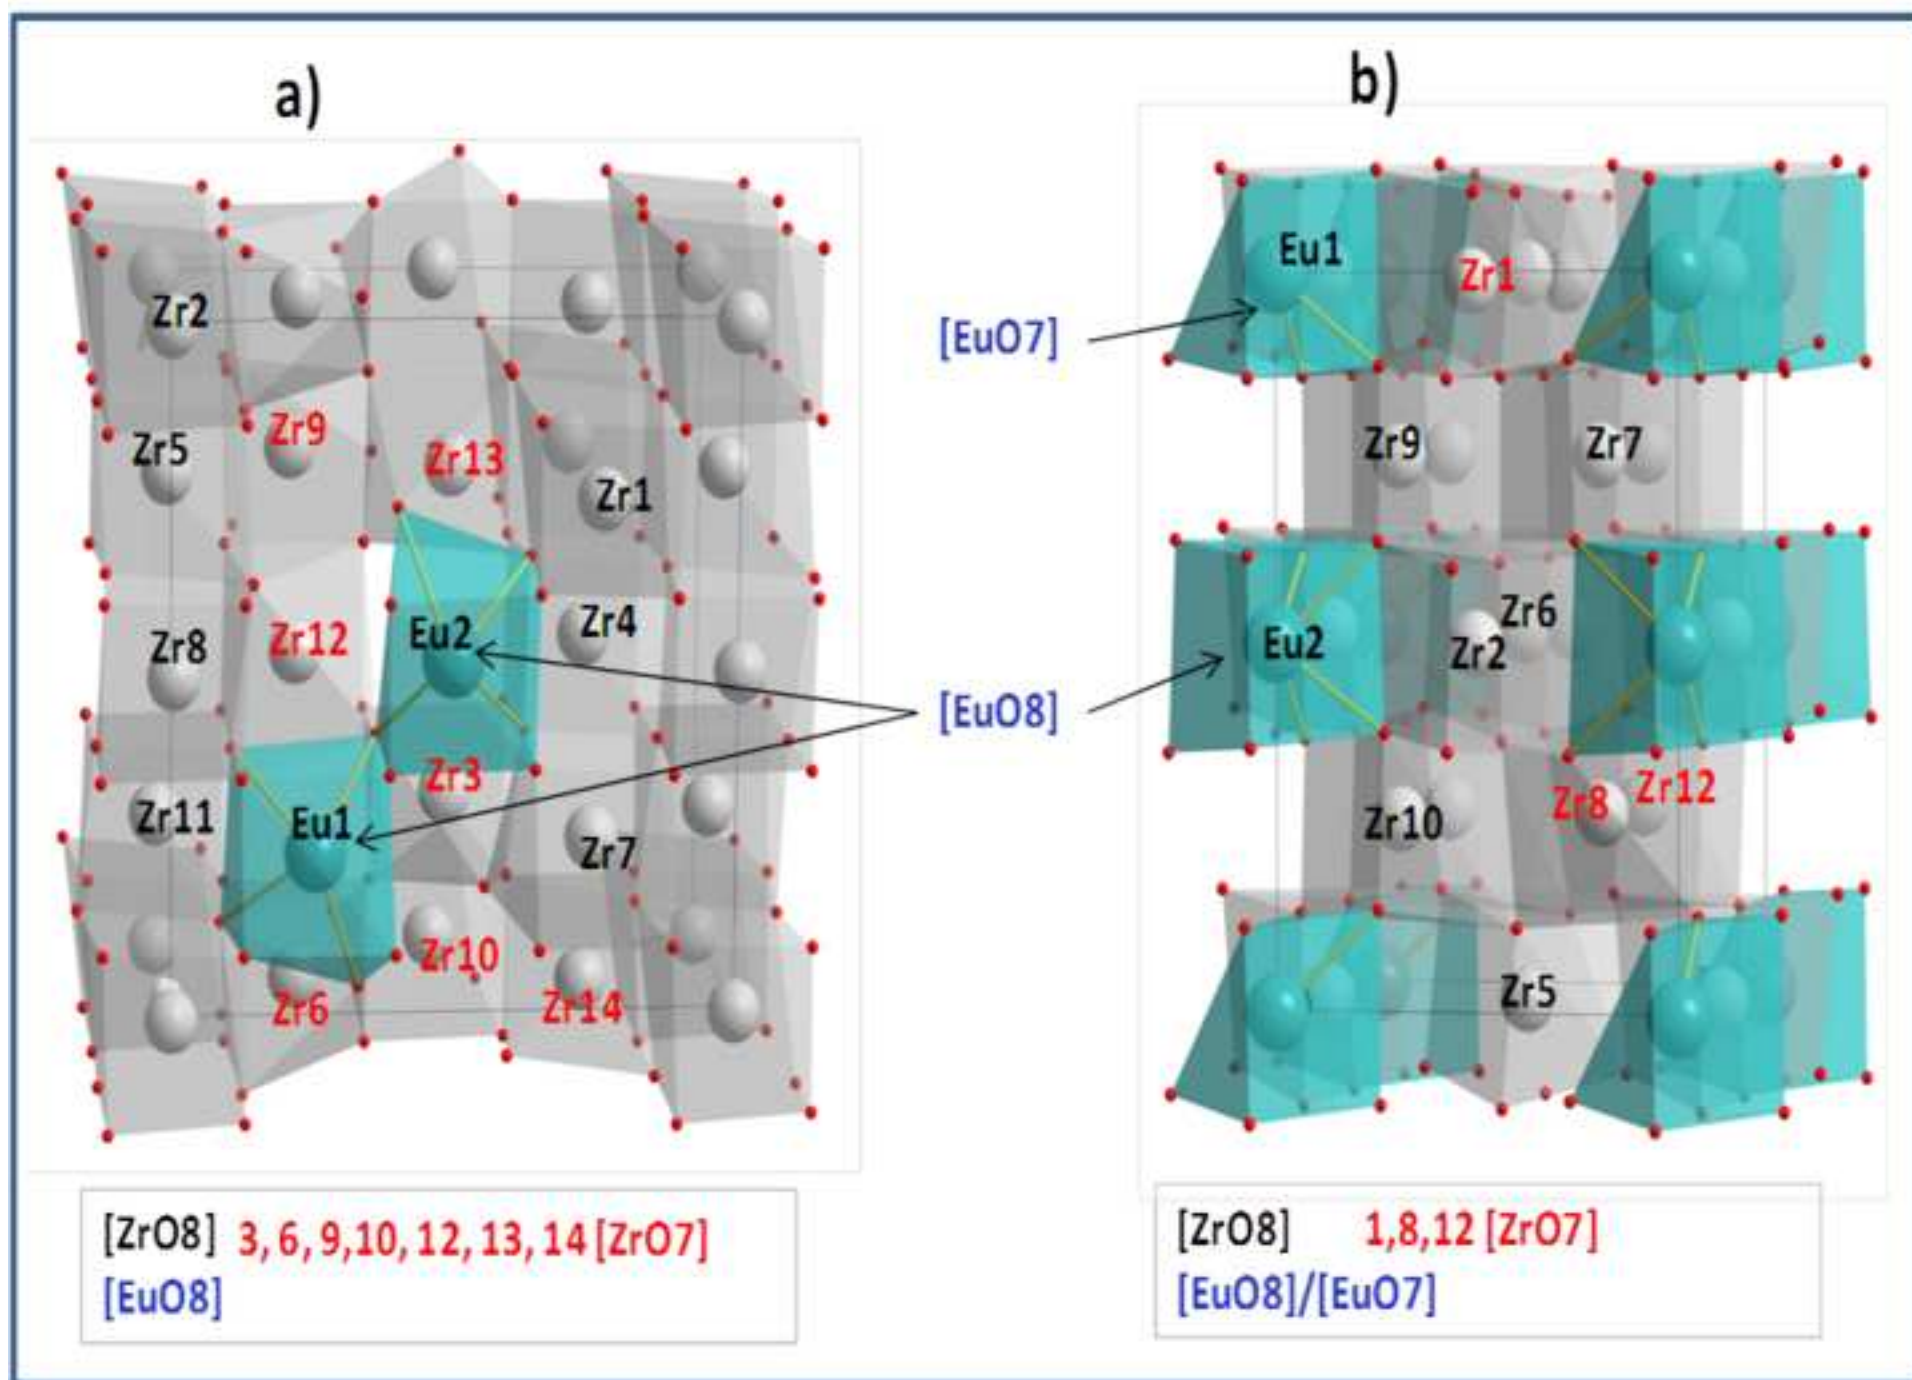 a)
Zr2
Zr5
Zr9
Zr13
Zr1
Zr8
Zr12
Eu2
Zr4
Zr11
Eu1
Zr3
Zr7
Zr6
Zr10
Zr14
[ZrO8] 3, 6, 9,10, 12, 13, 14 [ZrO7]
[EuO8]
[EuO7]
[EuO8]
b)
Eu1
Zr1
Zr9
Zr7
Eu2
Zr2
Zr6
Zr10
Zr8
Zr12
Zr5
[ZrO8] 1,8,12 [ZrO7]
[EuO8]/[EuO7]